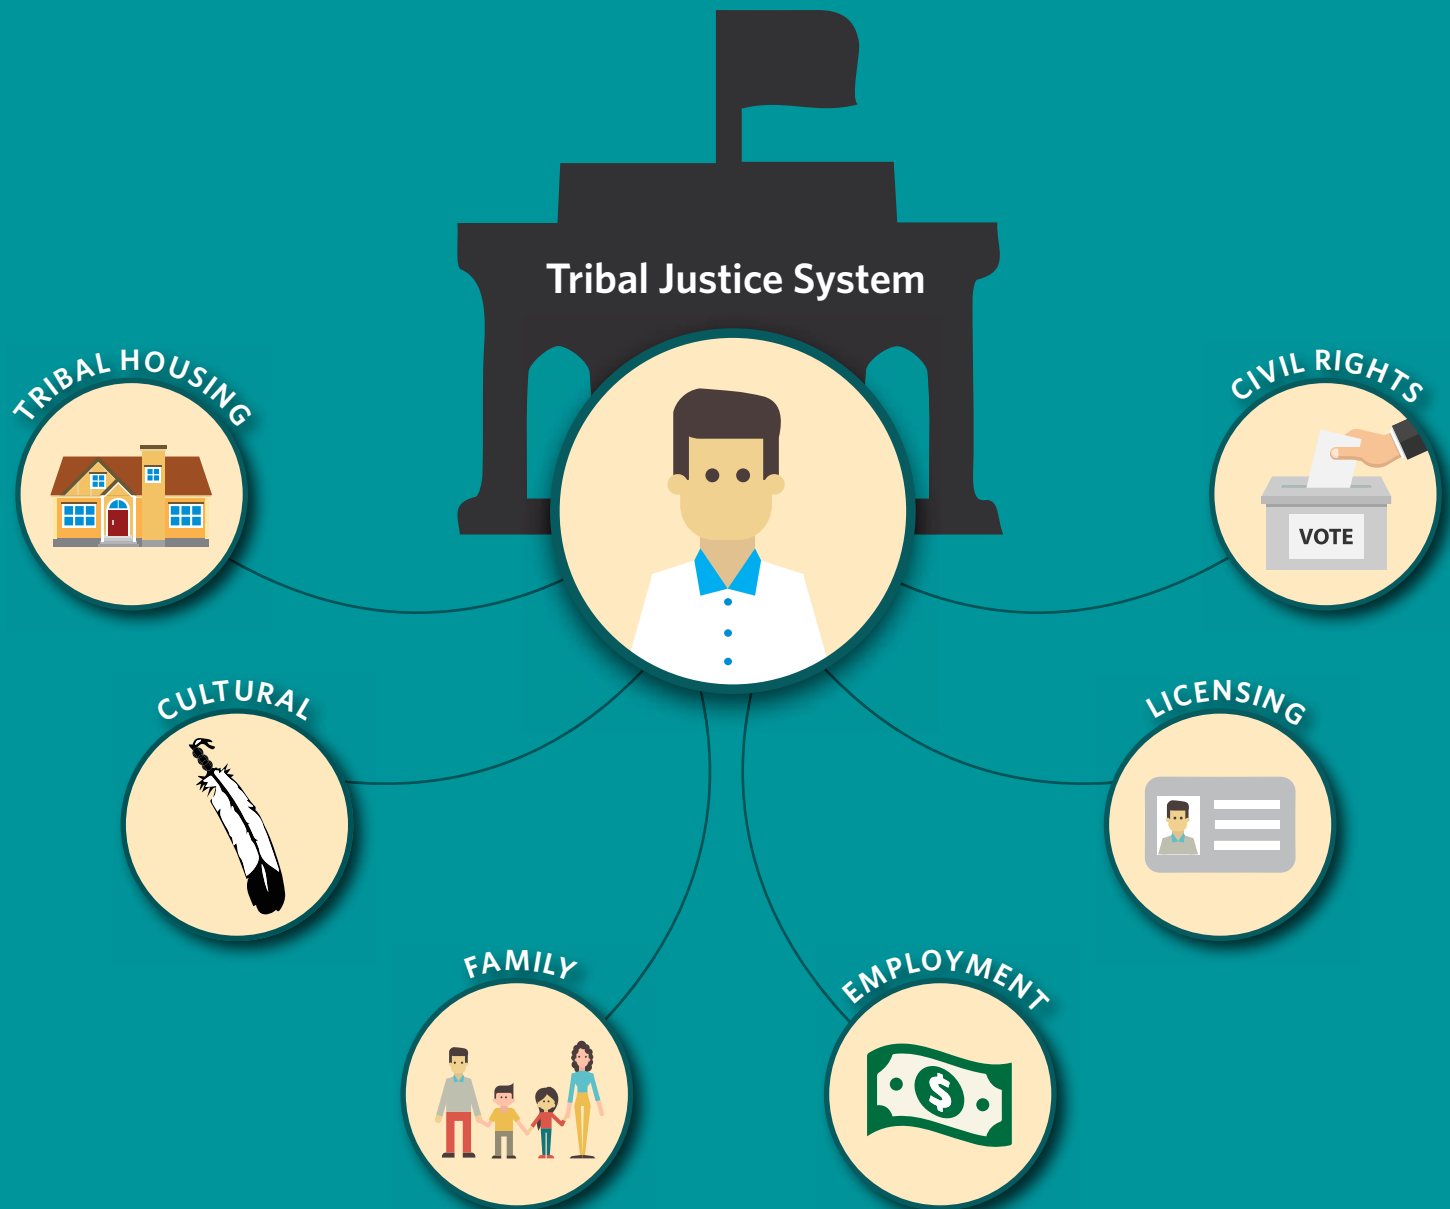 Tribal Justice System
TRIBAL HOUSING
CIVIL RIGHTS
VOTE
CULTURAL
LICENSING
FAMILY
EMPLOYMENT
$